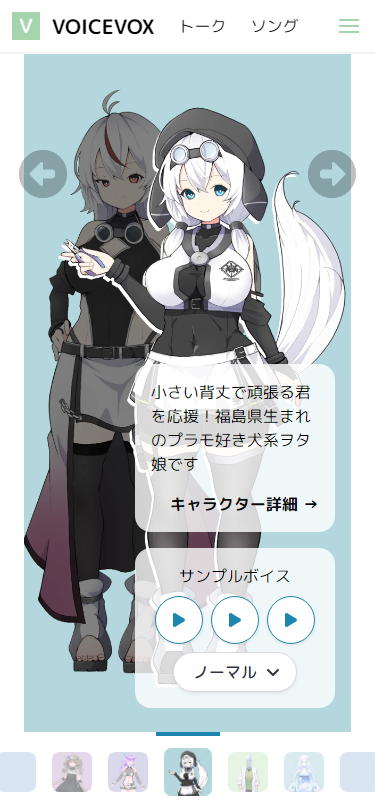 V VOICEVOX トーク ソング
小さい背丈で頑張る君
を応援！福島県生まれ
のプラモ好き犬系ヲタ
娘です
キャラクター詳細 →
サンプルボイス
ノーマル